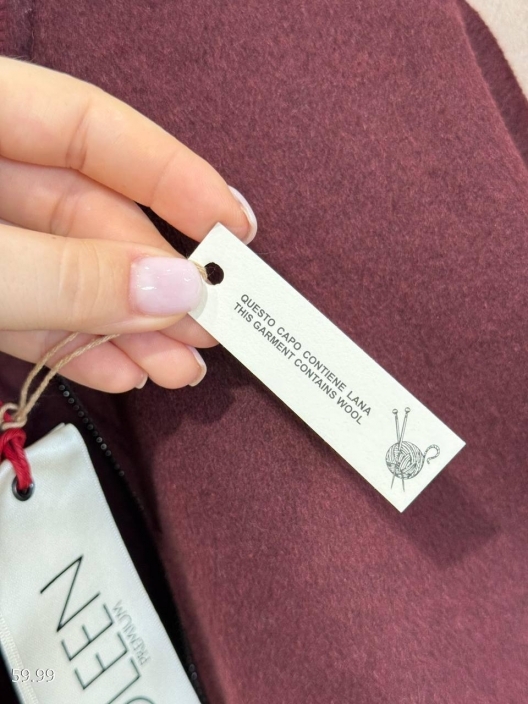 QUESTO CAPO CONTIENE LANA
THIS GARMENT CONTAINS WOOL
PREMIUM
59.99